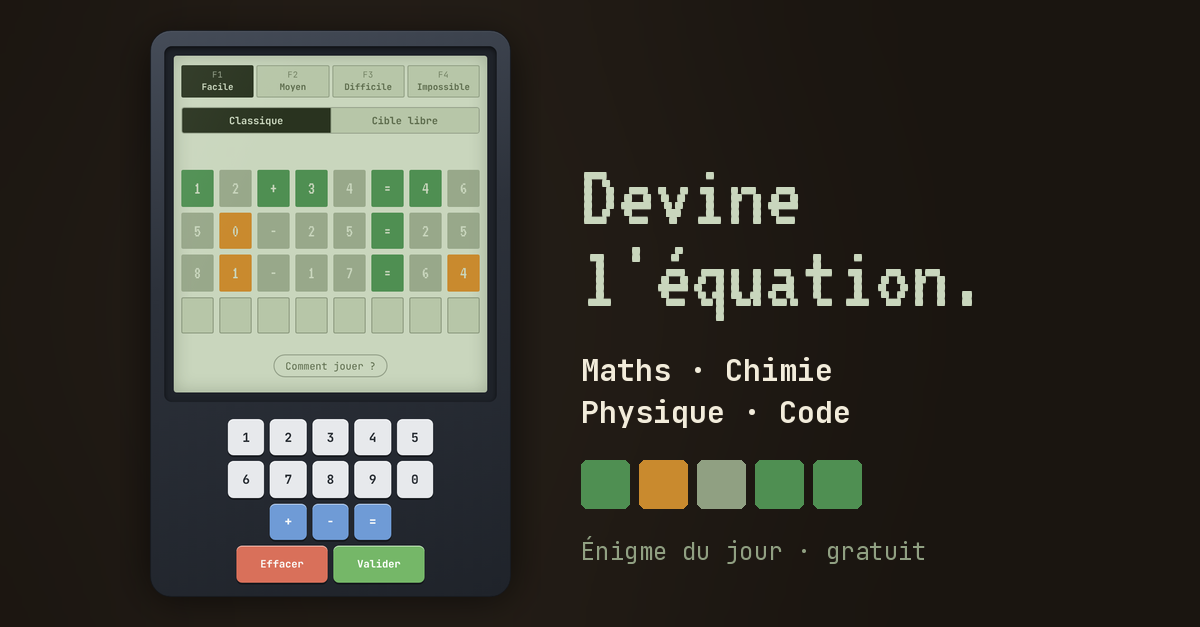 F1 F2 F3 F4
Facile Moyen Difficile Impossible
Classique Cible libre
1 2 + 3 4 = 4 6
5 0 - 2 5 = 2 5
8 1 - 1 7 = 6 4
Comment jouer ?
1 2 3 4 5
6 7 8 9 0
+ - =
Effacer Valider
Devine
l'équation.
Maths · Chimie
Physique · Code
Énigme du jour · gratuit